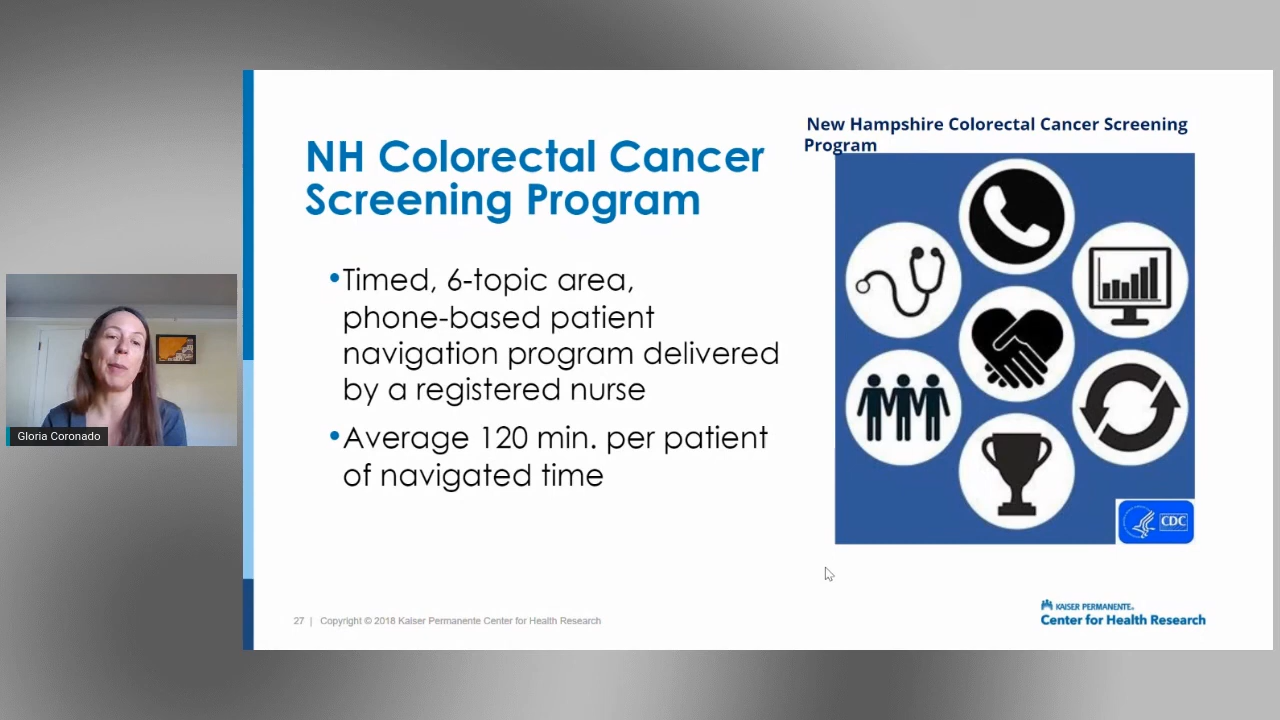 New Hampshire Colorectal Cancer Screening
Program
NH Colorectal Cancer
Screening Program
•Timed, 6-topic area,
phone-based patient
navigation program delivered
by a registered nurse
•Average 120 min. per patient
of navigated time
CDC
Gloria Coronado
27 | Copyright © 2018 Kaiser Permanente Center for Health Research
KAISER PERMANENTE®
Center for Health Research